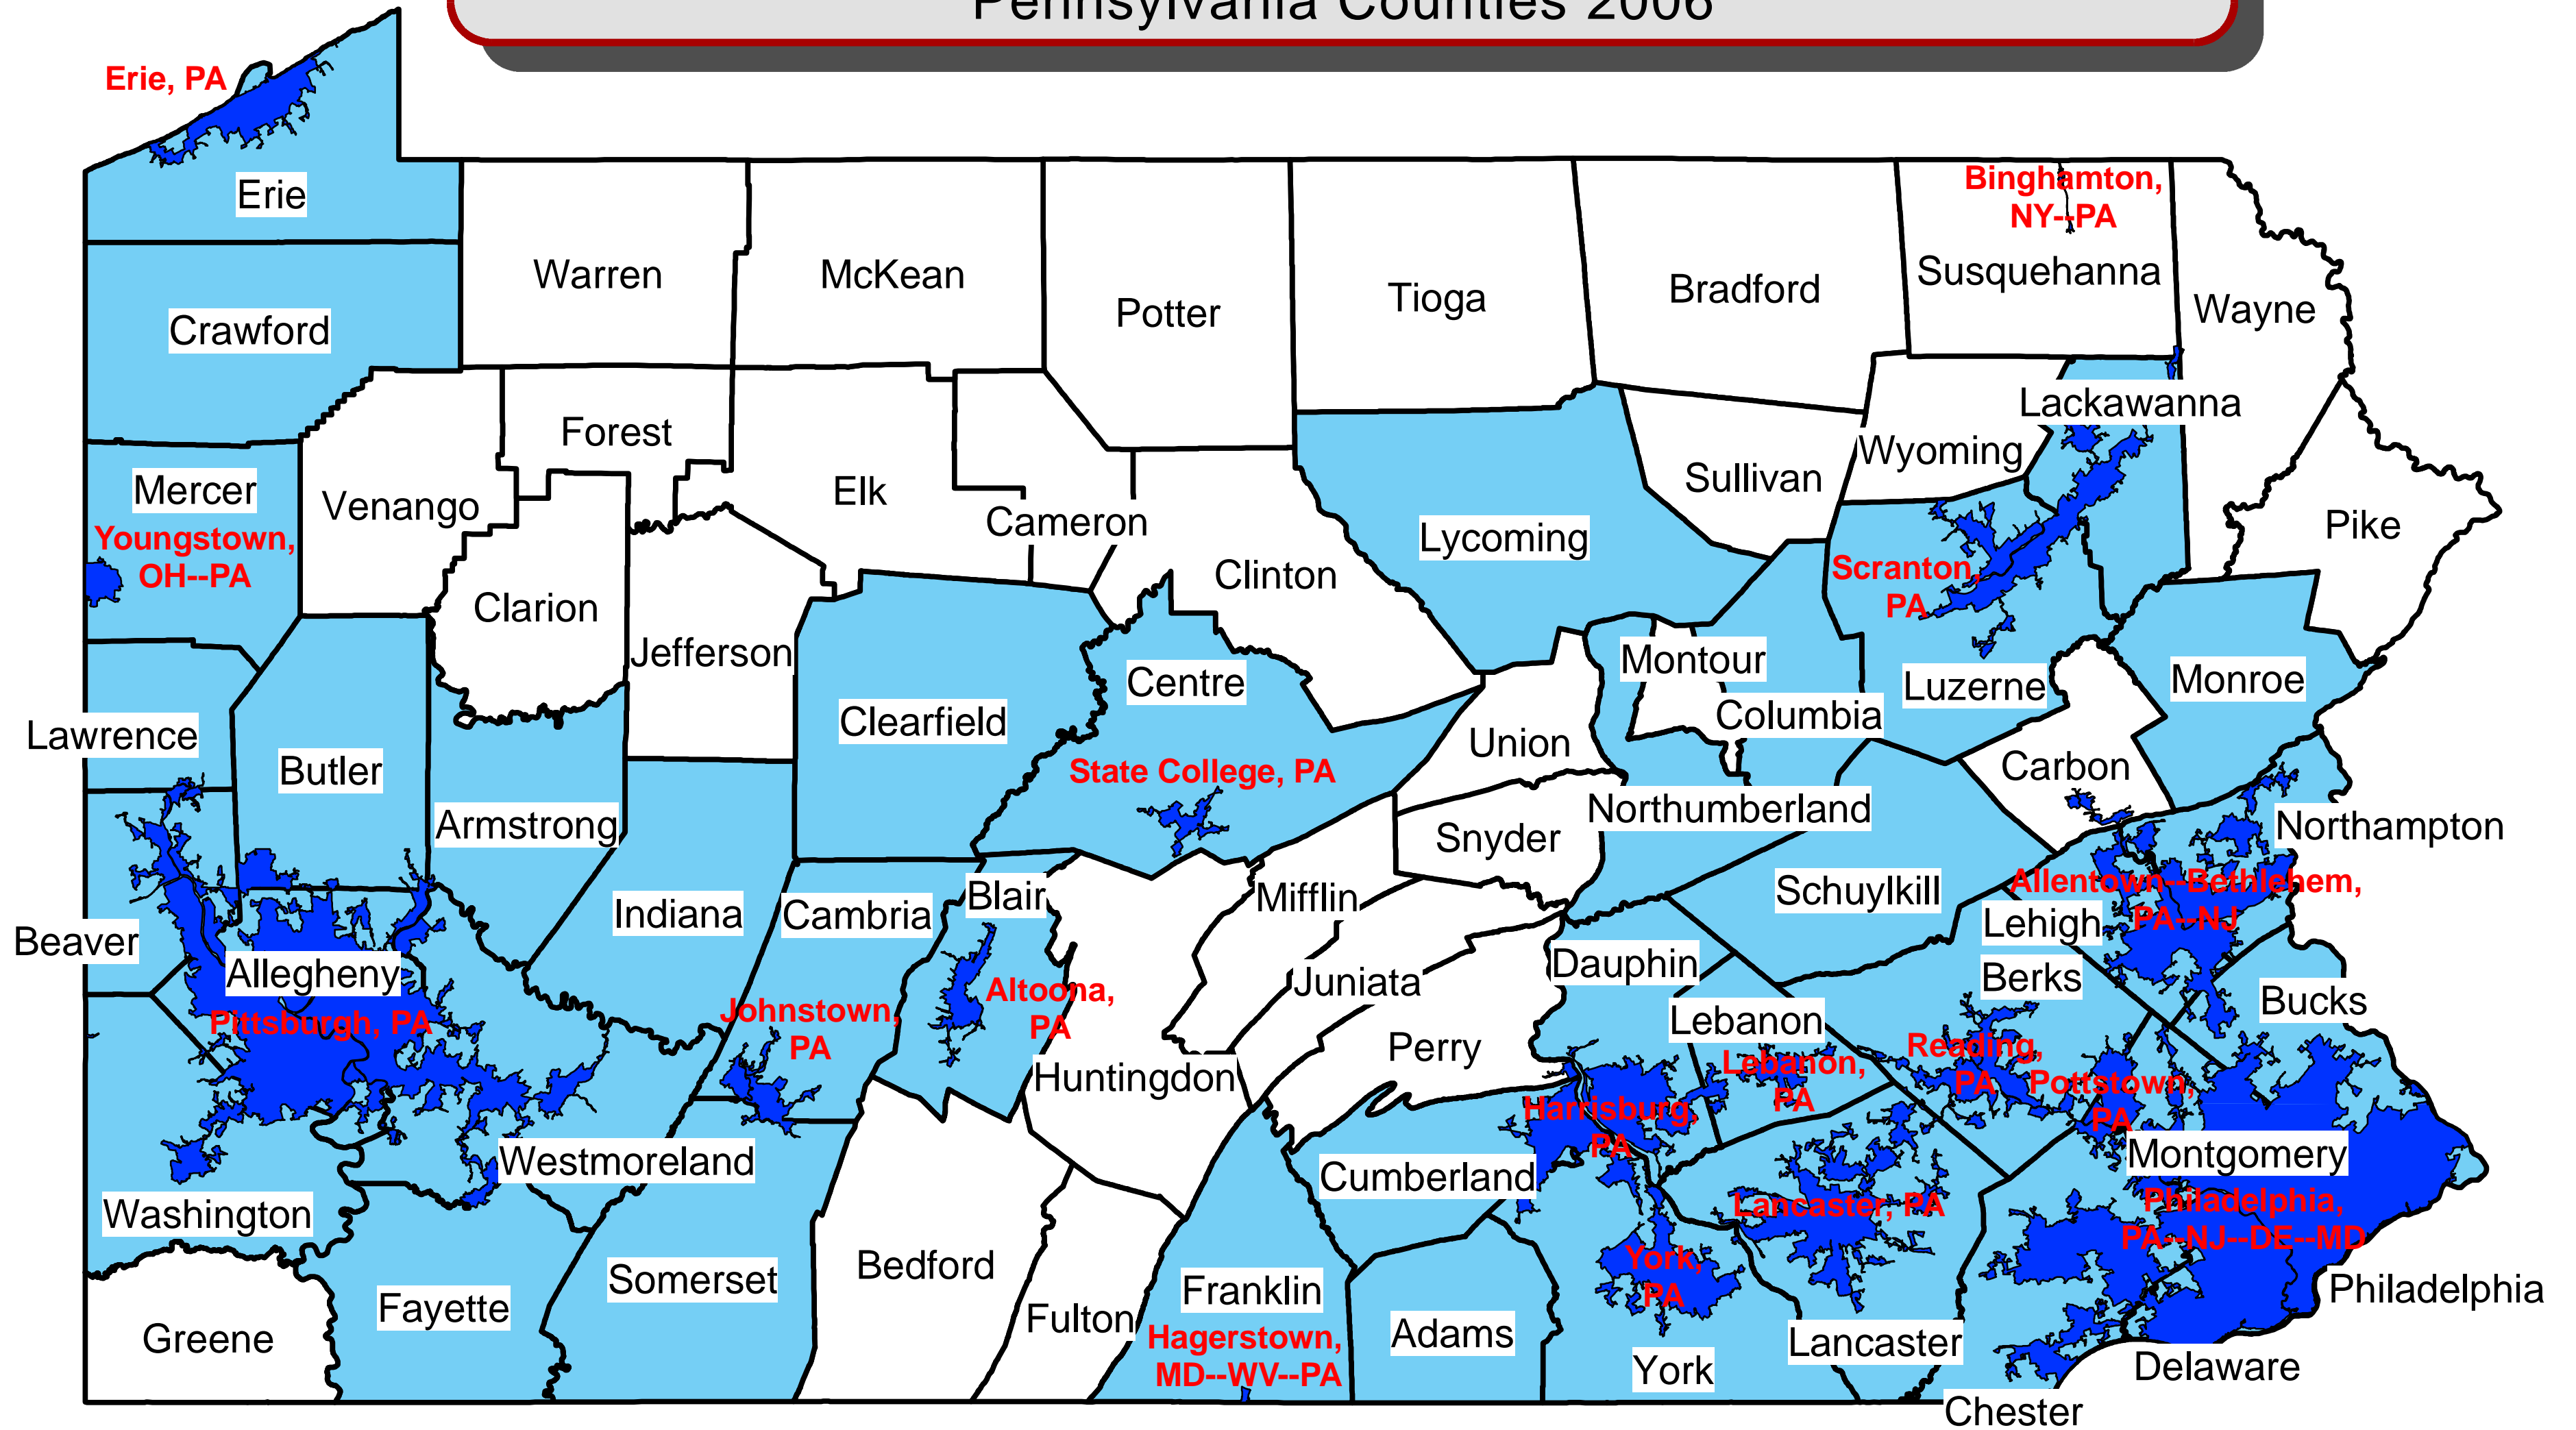 Pennsylvania Counties 2006
Erie, PA
Erie
Binghamton,
NY--PA
Warren
McKean
Potter
Tioga
Bradford
Susquehanna
Wayne
Crawford
Forest
Lackawanna
Mercer
Venango
Elk
Cameron
Lycoming
Sullivan
Wyoming
Pike
Youngstown,
OH--PA
Clarion
Jefferson
Clinton
Scranton,
PA
Centre
Montour
Luzerne
Monroe
Lawrence
Butler
Clearfield
State College, PA
Union
Columbia
Carbon
Armstrong
Snyder
Northumberland
Northampton
Beaver
Indiana
Cambria
Blair
Mifflin
Schuylkill
Allentown--Bethlehem,
PA--NJ
Lehigh
Allegheny
Pittsburgh, PA
Johnstown,
PA
Altoona,
PA
Juniata
Dauphin
Berks
Bucks
Huntingdon
Perry
Lebanon
Lebanon,
PA
Reading,
PA
Pottstown,
PA
Harrisburg,
PA
Westmoreland
Cumberland
Montgomery
Washington
Lancaster, PA
Philadelphia,
PA--NJ--DE--MD
Somerset
Bedford
York,
PA
Franklin
Philadelphia
Greene
Fayette
Fulton
Hagerstown,
MD--WV--PA
Adams
York
Lancaster
Delaware
Chester